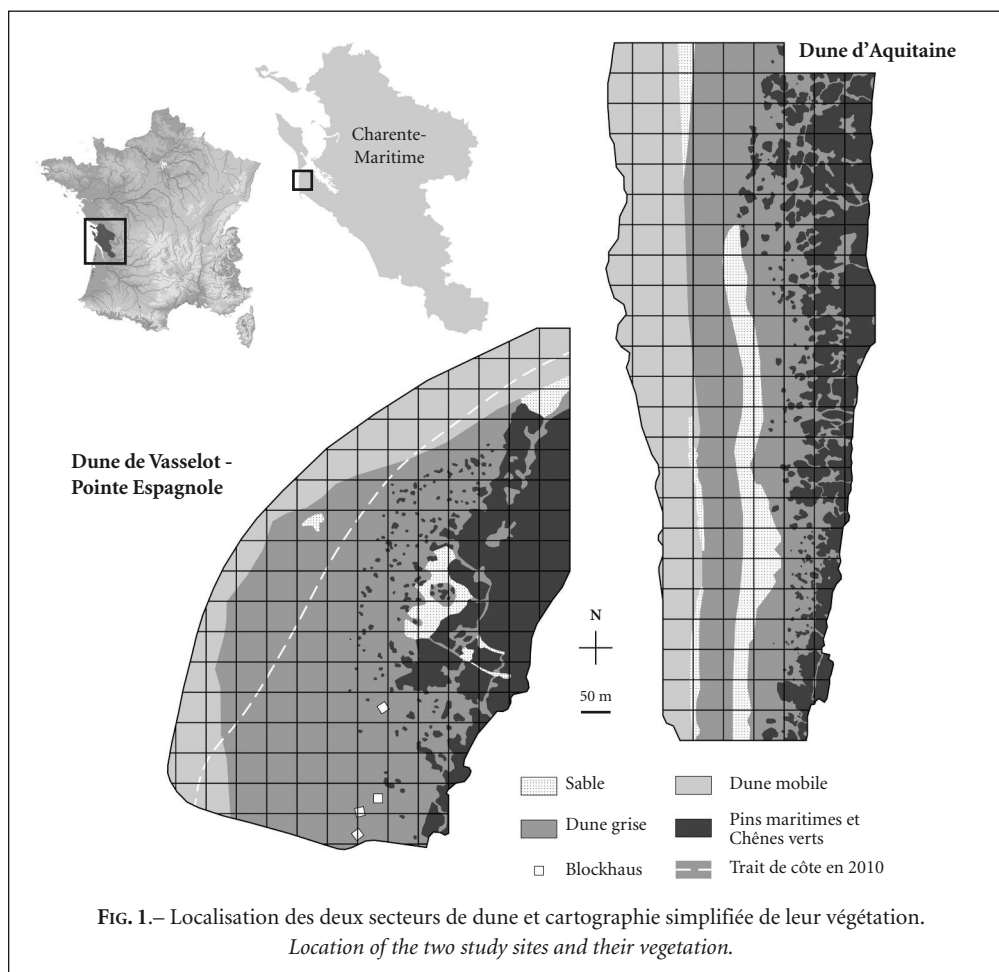 Dune d'Aquitaine
Charente-
Maritime
Dune de Vasselot -
Pointe Espagnole
N
50 m
Sable
Dune mobile
Dune grise
Pins maritimes et
Chênes verts
Blockhaus
Trait de côte en 2010
FIG. 1.– Localisation des deux secteurs de dune et cartographie simplifiée de leur végétation.
Location of the two study sites and their vegetation.